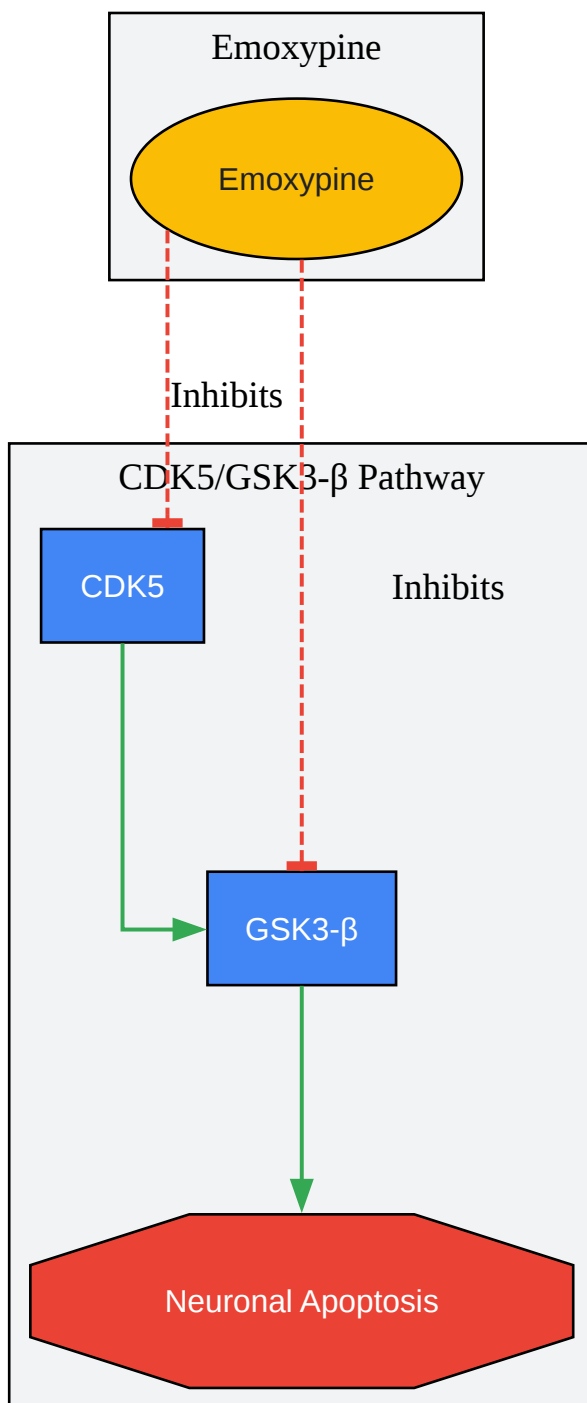 Emoxypine
Emoxypine
Inhibits
CDK5/GSK3-β Pathway
CDK5
Inhibits
GSK3-β
Neuronal Apoptosis